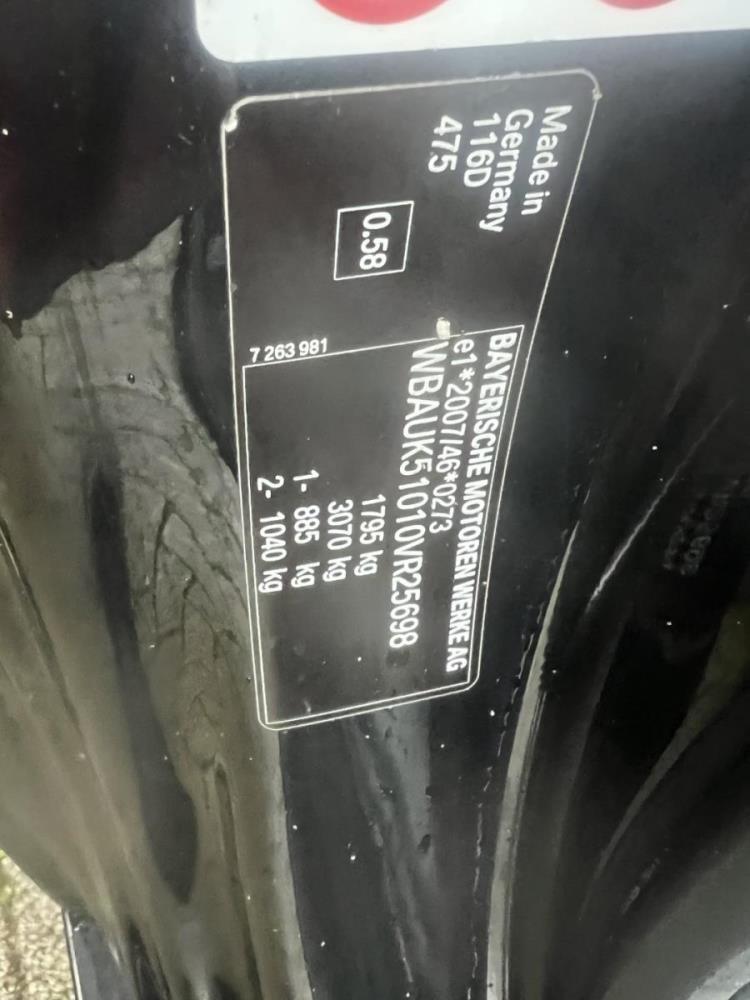 Made in
Germany
116D
475
0.58
7 263 981
BAYERISCHE MOTOREN WERKE AG
e1*2007/46*0273
WBAUK51010VR25698
1795 kg
3070 kg
1- 885 kg
2- 1040 kg